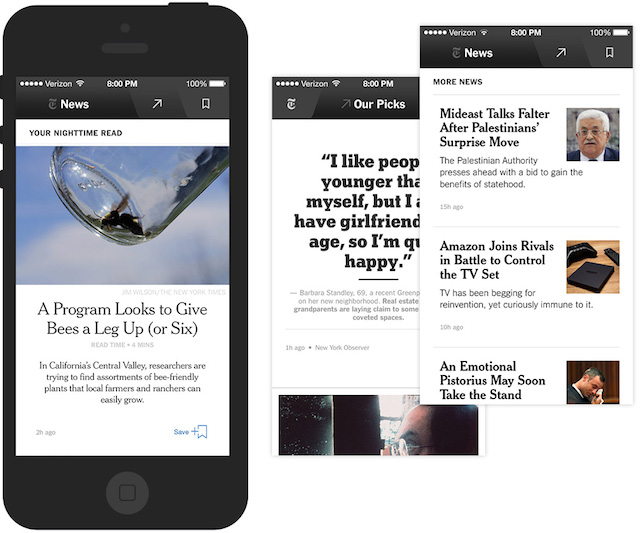 Verizon 8:00 PM 100%
News
YOUR NIGHTTIME READ
JIM WILSON/THE NEW YORK TIMES
A Program Looks to Give
Bees a Leg Up (or Six)
READ TIME • 4 MINS
In California's Central Valley, researchers are
trying to find assortments of bee-friendly
plants that local farmers and ranchers can
easily grow.
2h ago Save
Verizon 8:00 PM
Our Picks
“I like
younger
myself, but I
have
age, so I'm
happy.”
— Barbara Standley, 69, a recent
on her new neighborhood. Real estate
grandparents are laying claim to some
coveted spaces.
1h ago • New York Observer
Verizon 8:00 PM 100%
News
MORE NEWS
Mideast Talks Falter
After Palestinians'
Surprise Move
The Palestinian Authority
presses ahead with a bid to gain the
benefits of statehood.
15h ago
Amazon Joins Rivals
in Battle to Control
the TV Set
TV has been begging for
reinvention, yet curiously immune to it.
10h ago
An Emotional
Pistorius May Soon
Take the Stand